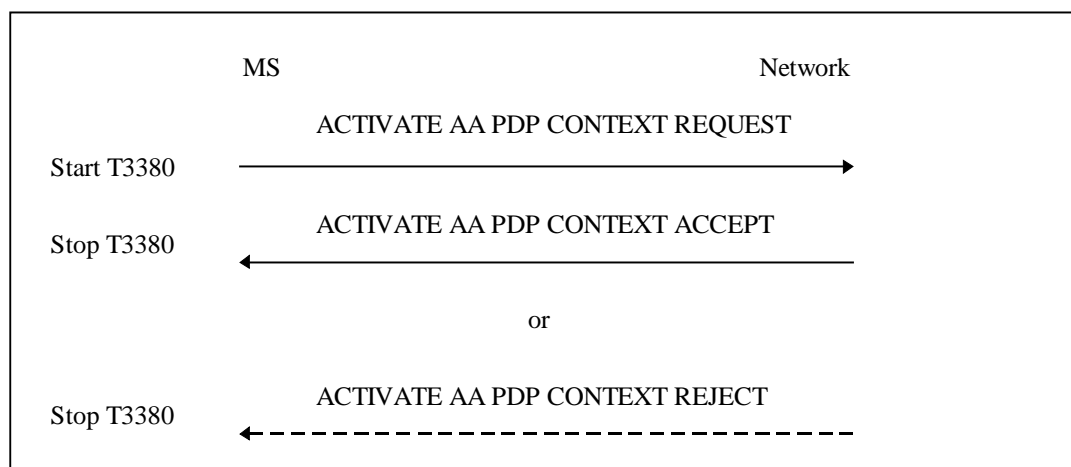 MS Network
ACTIVATE AA PDP CONTEXT REQUEST
Start T3380
ACTIVATE AA PDP CONTEXT ACCEPT
Stop T3380
or
ACTIVATE AA PDP CONTEXT REJECT
Stop T3380